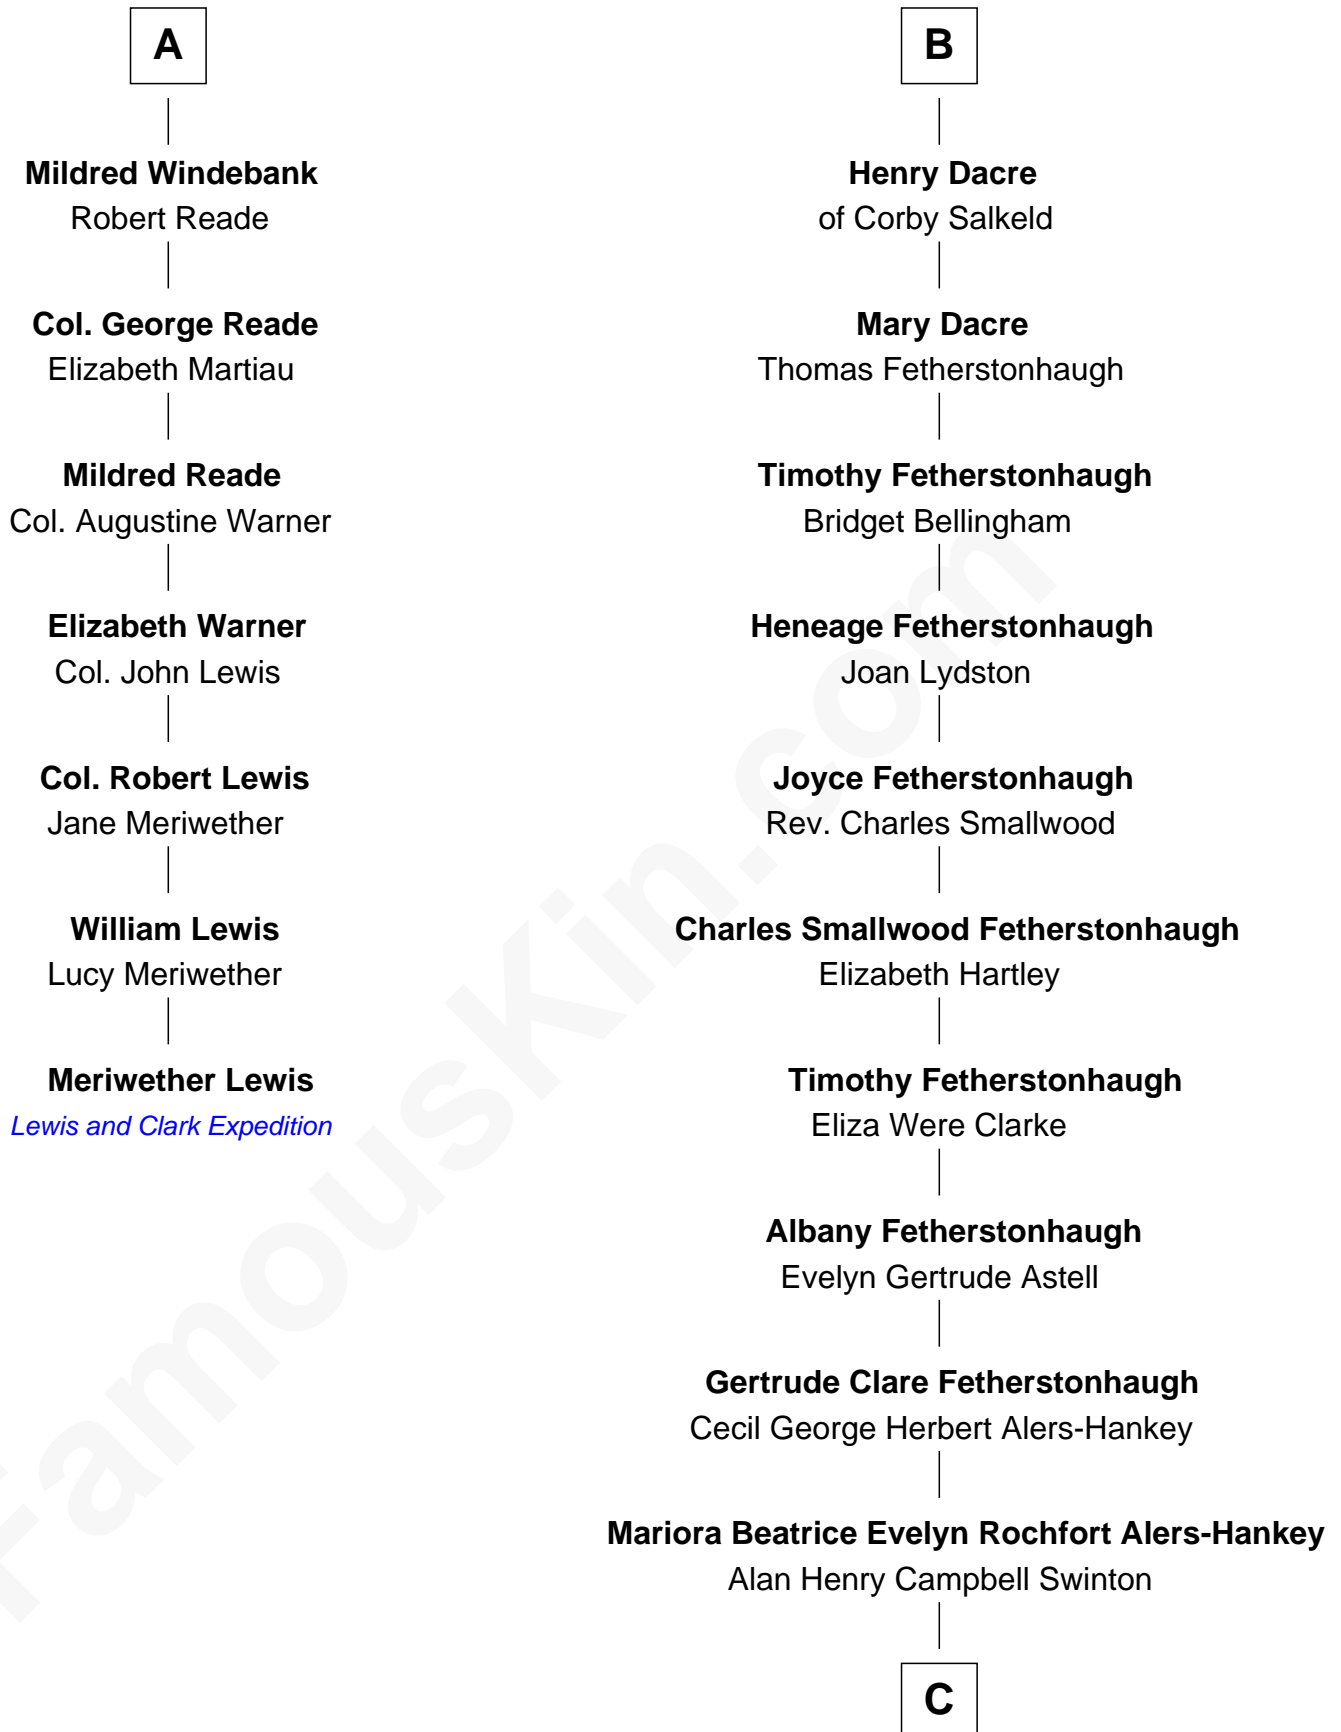 A
Mildred Windebank
Robert Reade
Col. George Reade
Elizabeth Martiau
Mildred Reade
Col. Augustine Warner
Elizabeth Warner
Col. John Lewis
Col. Robert Lewis
Jane Meriwether
William Lewis
Lucy Meriwether
Meriwether Lewis
Lewis and Clark Expedition
B
Henry Dacre
of Corby Salkeld
Mary Dacre
Thomas Fetherstonhaugh
Timothy Fetherstonhaugh
Bridget Bellingham
Heneage Fetherstonhaugh
Joan Lydston
Joyce Fetherstonhaugh
Rev. Charles Smallwood
Charles Smallwood Fetherstonhaugh
Elizabeth Hartley
Timothy Fetherstonhaugh
Eliza Were Clarke
Albany Fetherstonhaugh
Evelyn Gertrude Astell
Gertrude Clare Fetherstonhaugh
Cecil George Herbert Alers-Hankey
Mariora Beatrice Evelyn Rochfort Alers-Hankey
Alan Henry Campbell Swinton
C
FamousKin.com